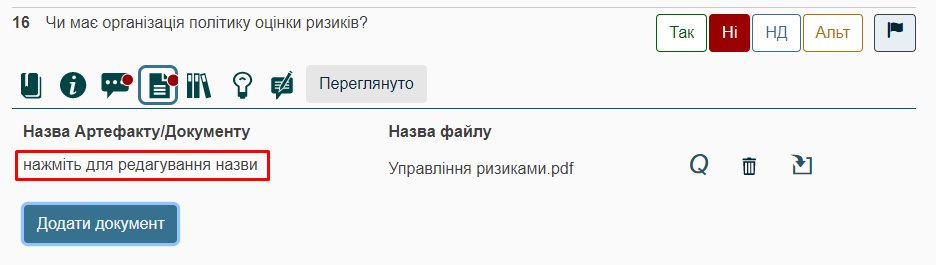 16 Чи має організація політику оцінки ризиків?
Так Ні НД Альт
Переглянуто
Назва Артефакту/Документу Назва файлу
нажміть для редагування назви Управління ризиками.pdf Q
Додати документ